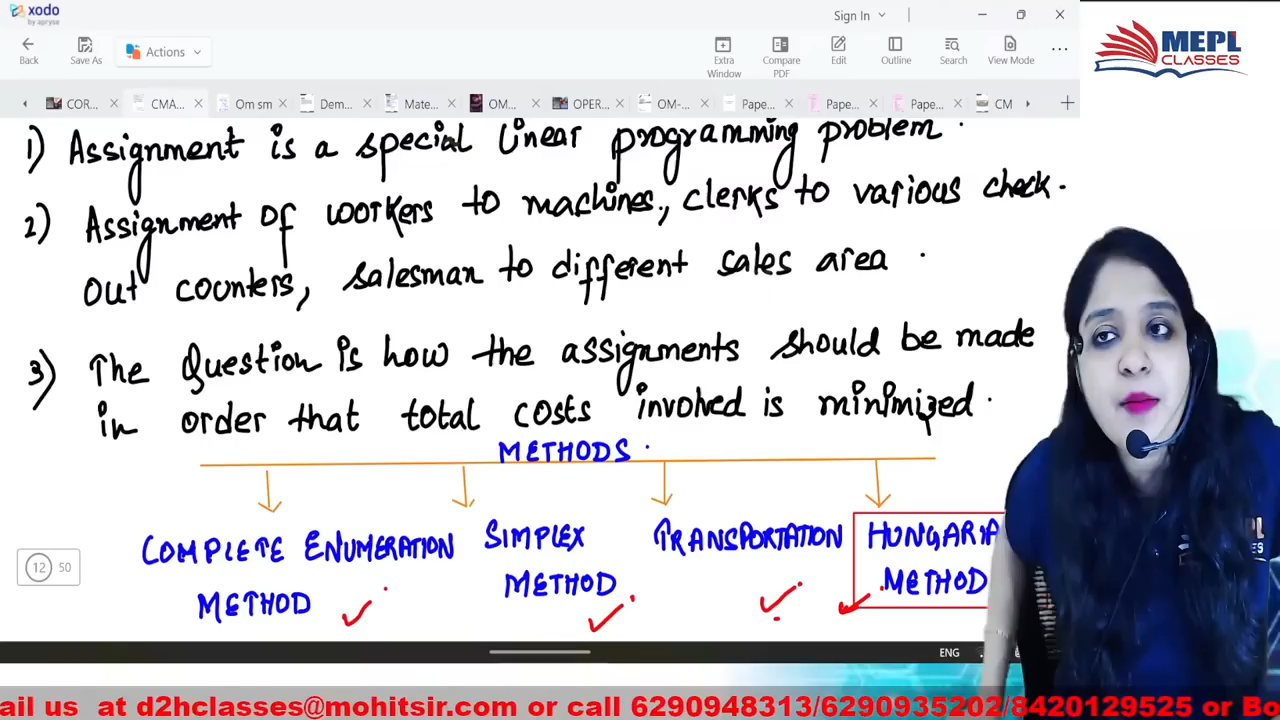 xodo
by apryse
Sign In
Back
Save As
Actions
Extra Window
Compare PDF
Edit
Outline
Search
View Mode
MEPL
CLASSES
COR...
CMA...
Om sm
Dem...
Mate...
OM...
OPER...
OM-...
Pape...
Pape...
Pape...
CM
1) Assignment is a special linear programming problem.
2) Assignment of workers to machines, clerks to various check.
out counters, salesman to different sales area.
3) The Question is how the assignments should be made
in order that total costs involved is minimized.
METHODS.
COMPLETE ENUMERATION
METHOD
SIMPLEX
METHOD
TRANSPORTATION
HUNGARIA
METHOD
12 50
ENG
ail us at d2hclasses@mohitsir.com or call 6290948313/6290935202/8420129525 or Bo